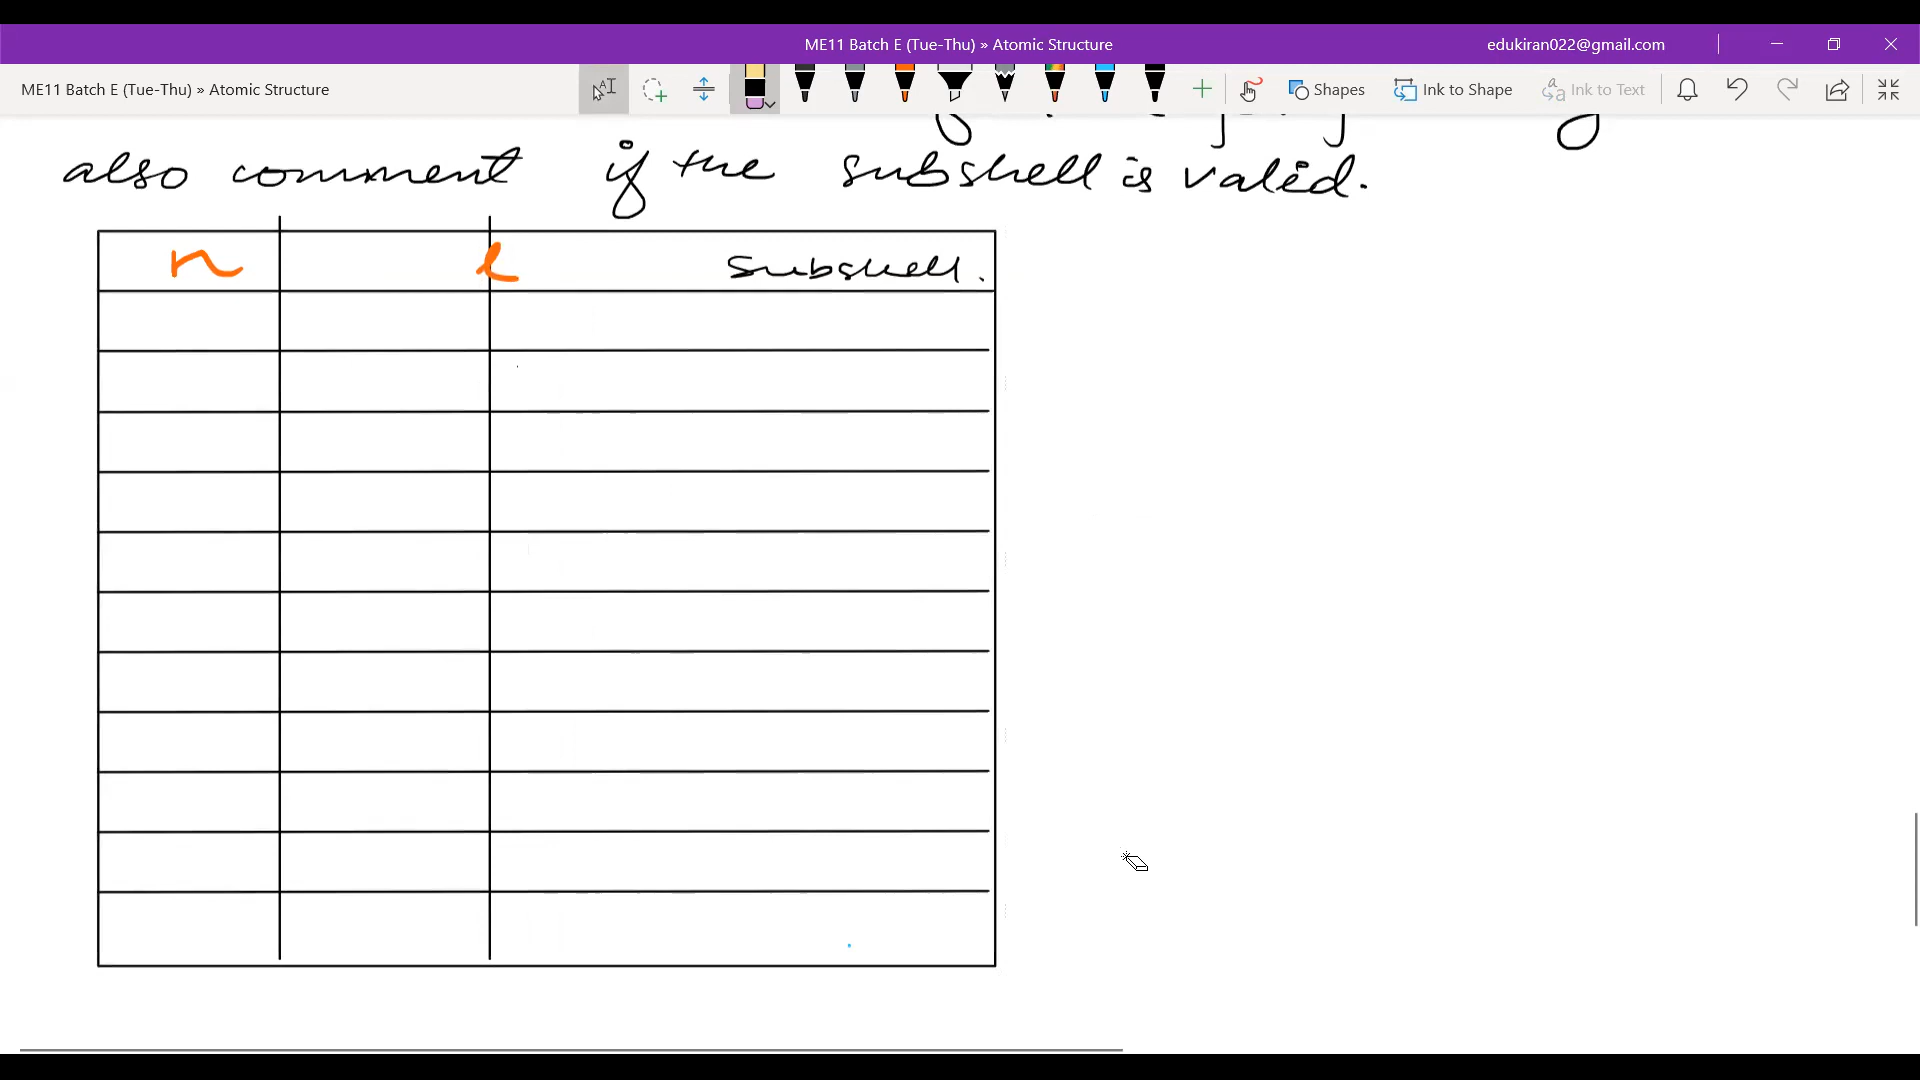 ME11 Batch E (Tue-Thu) » Atomic Structure
edukiran022@gmail.com
ME11 Batch E (Tue-Thu) » Atomic Structure
Shapes
Ink to Shape
Ink to Text
also comment if the subshell is valid.
n l subshell.